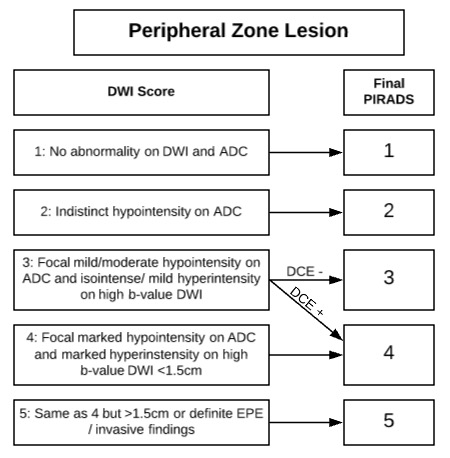 Peripheral Zone Lesion
DWI Score
Final
PIRADS
1: No abnormality on DWI and ADC
1
2: Indistinct hypointensity on ADC
2
3: Focal mild/moderate hypointensity on
ADC and isointense/ mild hyperintensity
on high b-value DWI
DCE -
DCE +
3
4: Focal marked hypointensity on ADC
and marked hyperinstensity on high
b-value DWI <1.5cm
4
5: Same as 4 but >1.5cm or definite EPE
/ invasive findings
5